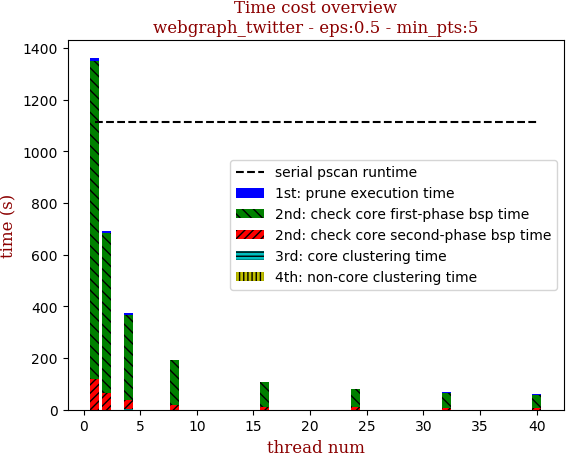 Time cost overview
webgraph_twitter - eps:0.5 - min_pts:5
1400
1200
1000
800
600
400
200
0
time (s)
serial pscan runtime
1st: prune execution time
2nd: check core first-phase bsp time
2nd: check core second-phase bsp time
3rd: core clustering time
4th: non-core clustering time
0 5 10 15 20 25 30 35 40
thread num